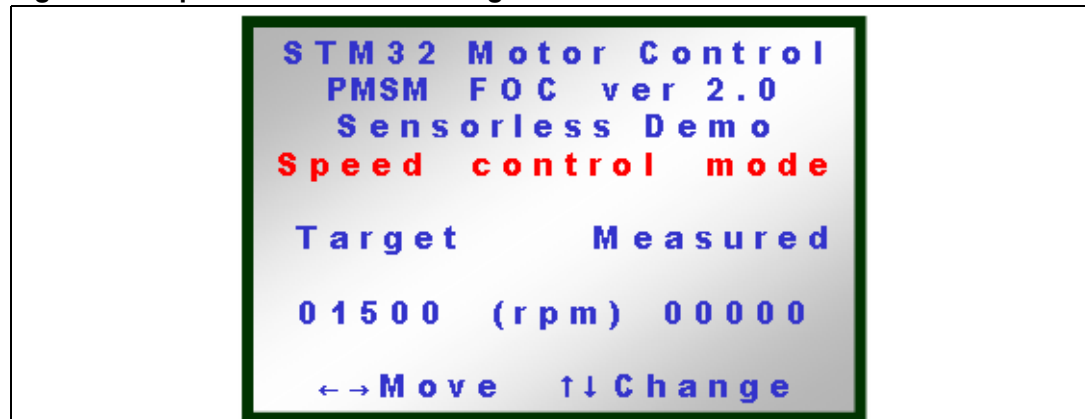 STM32 Motor Control
PMSM FOC ver 2.0
Sensorless Demo
Speed control mode
Target Measured
01500 (rpm) 00000
←→Move ↑↓Change